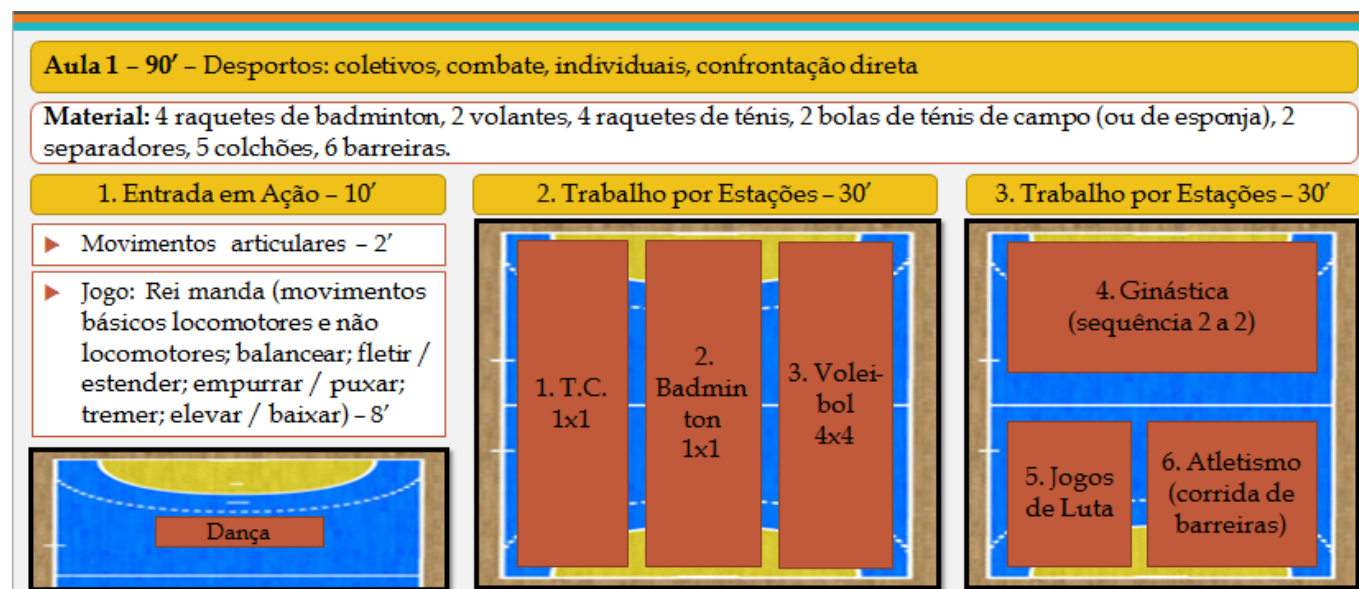 Aula 1 – 90’ – Desportos: coletivos, combate, individuais, confrontação direta
Material: 4 raquetes de badminton, 2 volantes, 4 raquetes de ténis, 2 bolas de ténis de campo (ou de esponja), 2
separadores, 5 colchões, 6 barreiras.
1. Entrada em Ação – 10’
Movimentos articulares – 2’
Jogo: Rei manda (movimentos
básicos locomotores e não
locomotores; balancear; fletir /
estender; empurrar / puxar;
tremer; elevar / baixar) – 8’
Dança
2. Trabalho por Estações – 30’
1. T.C.
1x1
2.
Badmin
ton
1x1
3. Volei-
bol
4x4
3. Trabalho por Estações – 30’
4. Ginástica
(sequência 2 a 2)
5. Jogos
de Luta
6. Atletismo
(corrida de
barreiras)